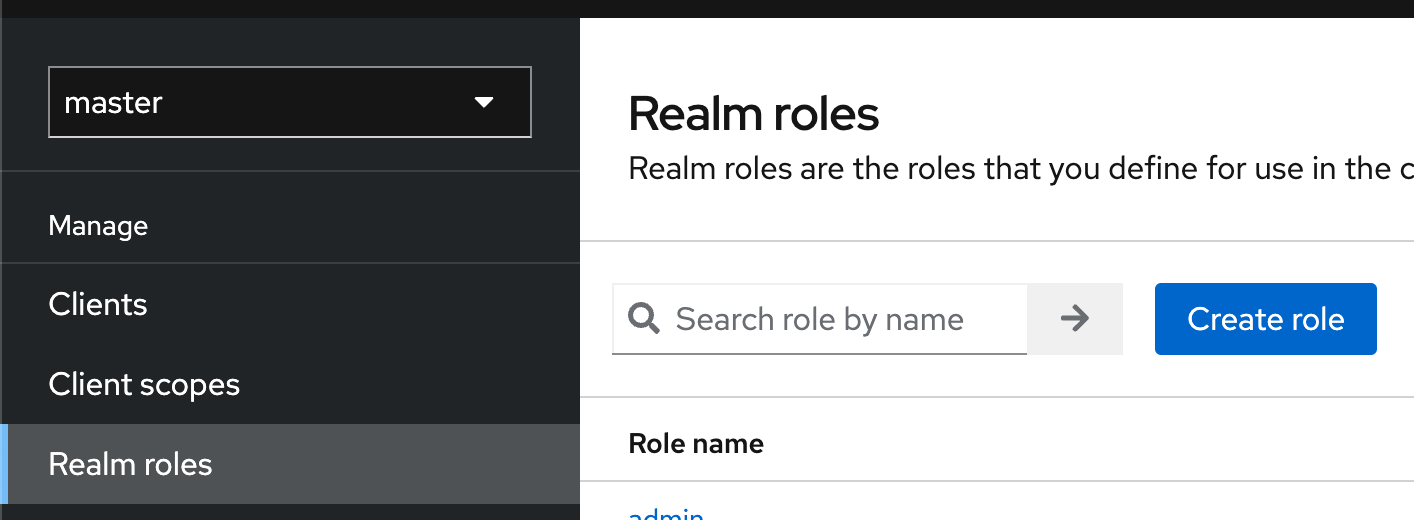 master
Manage
Clients
Client scopes
Realm roles
Realm roles
Realm roles are the roles that you define for use in the c
Search role by name
Create role
Role name
admin